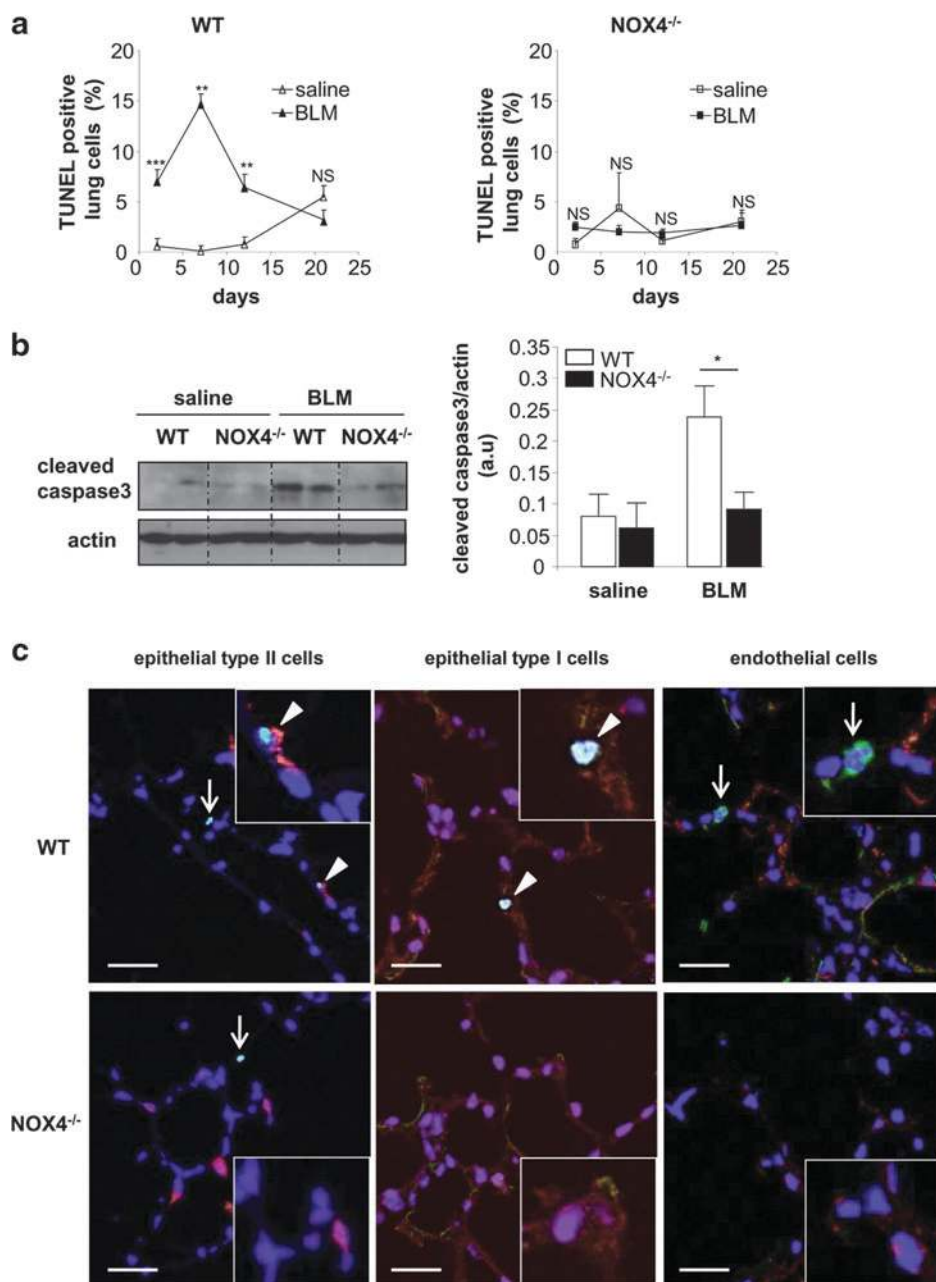 a
WT
NOX4-/-
20
15
10
5
0
TUNEL positive
lung cells (%)
***
**
**
NS
saline
BLM
0 5 10 15 20 25
days
20
15
10
5
0
TUNEL positive
lung cells (%)
NS
NS
NS
NS
saline
BLM
0 5 10 15 20 25
days
b
saline BLM
WT NOX4-/- WT NOX4-/-
cleaved
caspase3
actin
0.35
0.3
0.25
0.2
0.15
0.1
0.05
0
cleaved caspase3/actin
(a.u)
WT
NOX4-/-
*
saline BLM
c
epithelial type II cells epithelial type I cells endothelial cells
WT
NOX4-/-